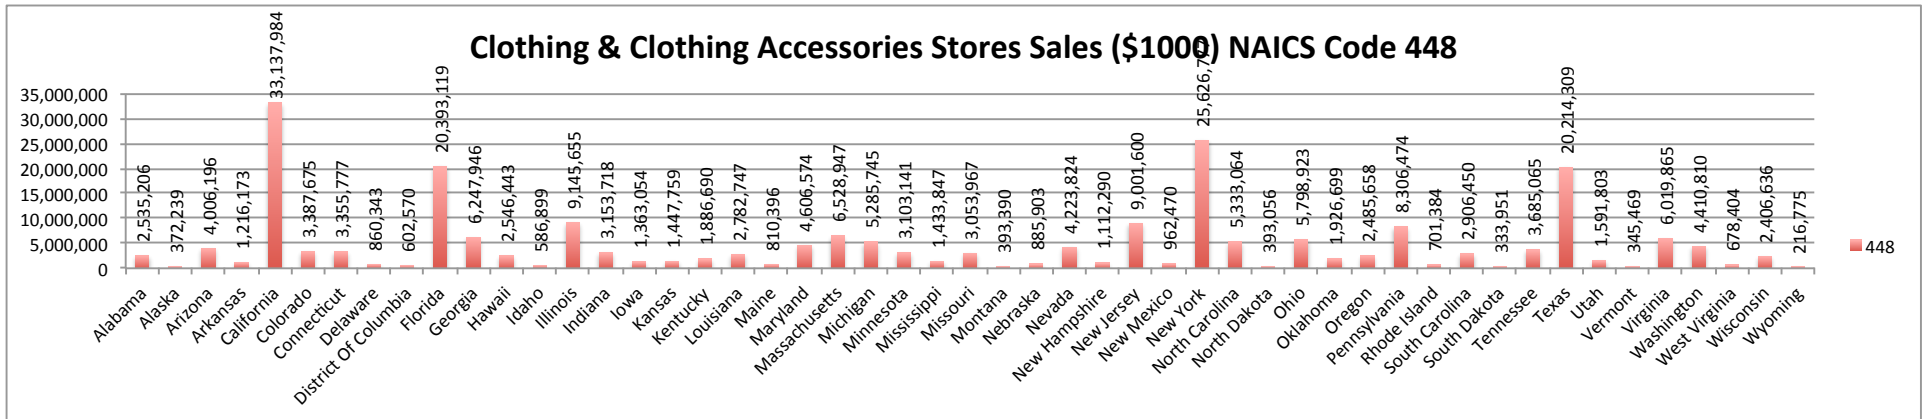 Clothing & Clothing Accessories Stores Sales ($1000) NAICS Code 448
35,000,000
30,000,000
25,000,000
20,000,000
15,000,000
10,000,000
5,000,000
0
2,535,206
372,239
4,006,196
1,216,173
33,137,984
3,387,675
3,355,777
860,343
602,570
20,393,119
6,247,946
2,546,443
586,899
9,145,655
3,153,718
1,363,054
1,447,759
1,886,690
2,782,747
810,396
4,606,574
6,528,947
5,285,745
3,103,141
1,433,847
3,053,967
393,390
885,903
4,223,824
1,112,290
9,001,600
962,470
5,333,064
393,056
5,798,923
1,926,699
2,485,658
8,306,474
701,384
2,906,450
333,951
3,685,065
20,214,309
1,591,803
345,469
6,019,865
4,410,810
678,404
2,406,636
216,775
Alabama
Alaska
Arizona
Arkansas
California
Colorado
Connecticut
Delaware
District Of Columbia
Florida
Georgia
Hawaii
Idaho
Illinois
Indiana
Iowa
Kansas
Kentucky
Louisiana
Maine
Maryland
Massachusetts
Michigan
Minnesota
Mississippi
Missouri
Montana
Nebraska
Nevada
New Hampshire
New Jersey
New Mexico
New York
North Carolina
North Dakota
Ohio
Oklahoma
Oregon
Pennsylvania
Rhode Island
South Carolina
South Dakota
Tennessee
Texas
Utah
Vermont
Virginia
Washington
West Virginia
Wisconsin
Wyoming
448